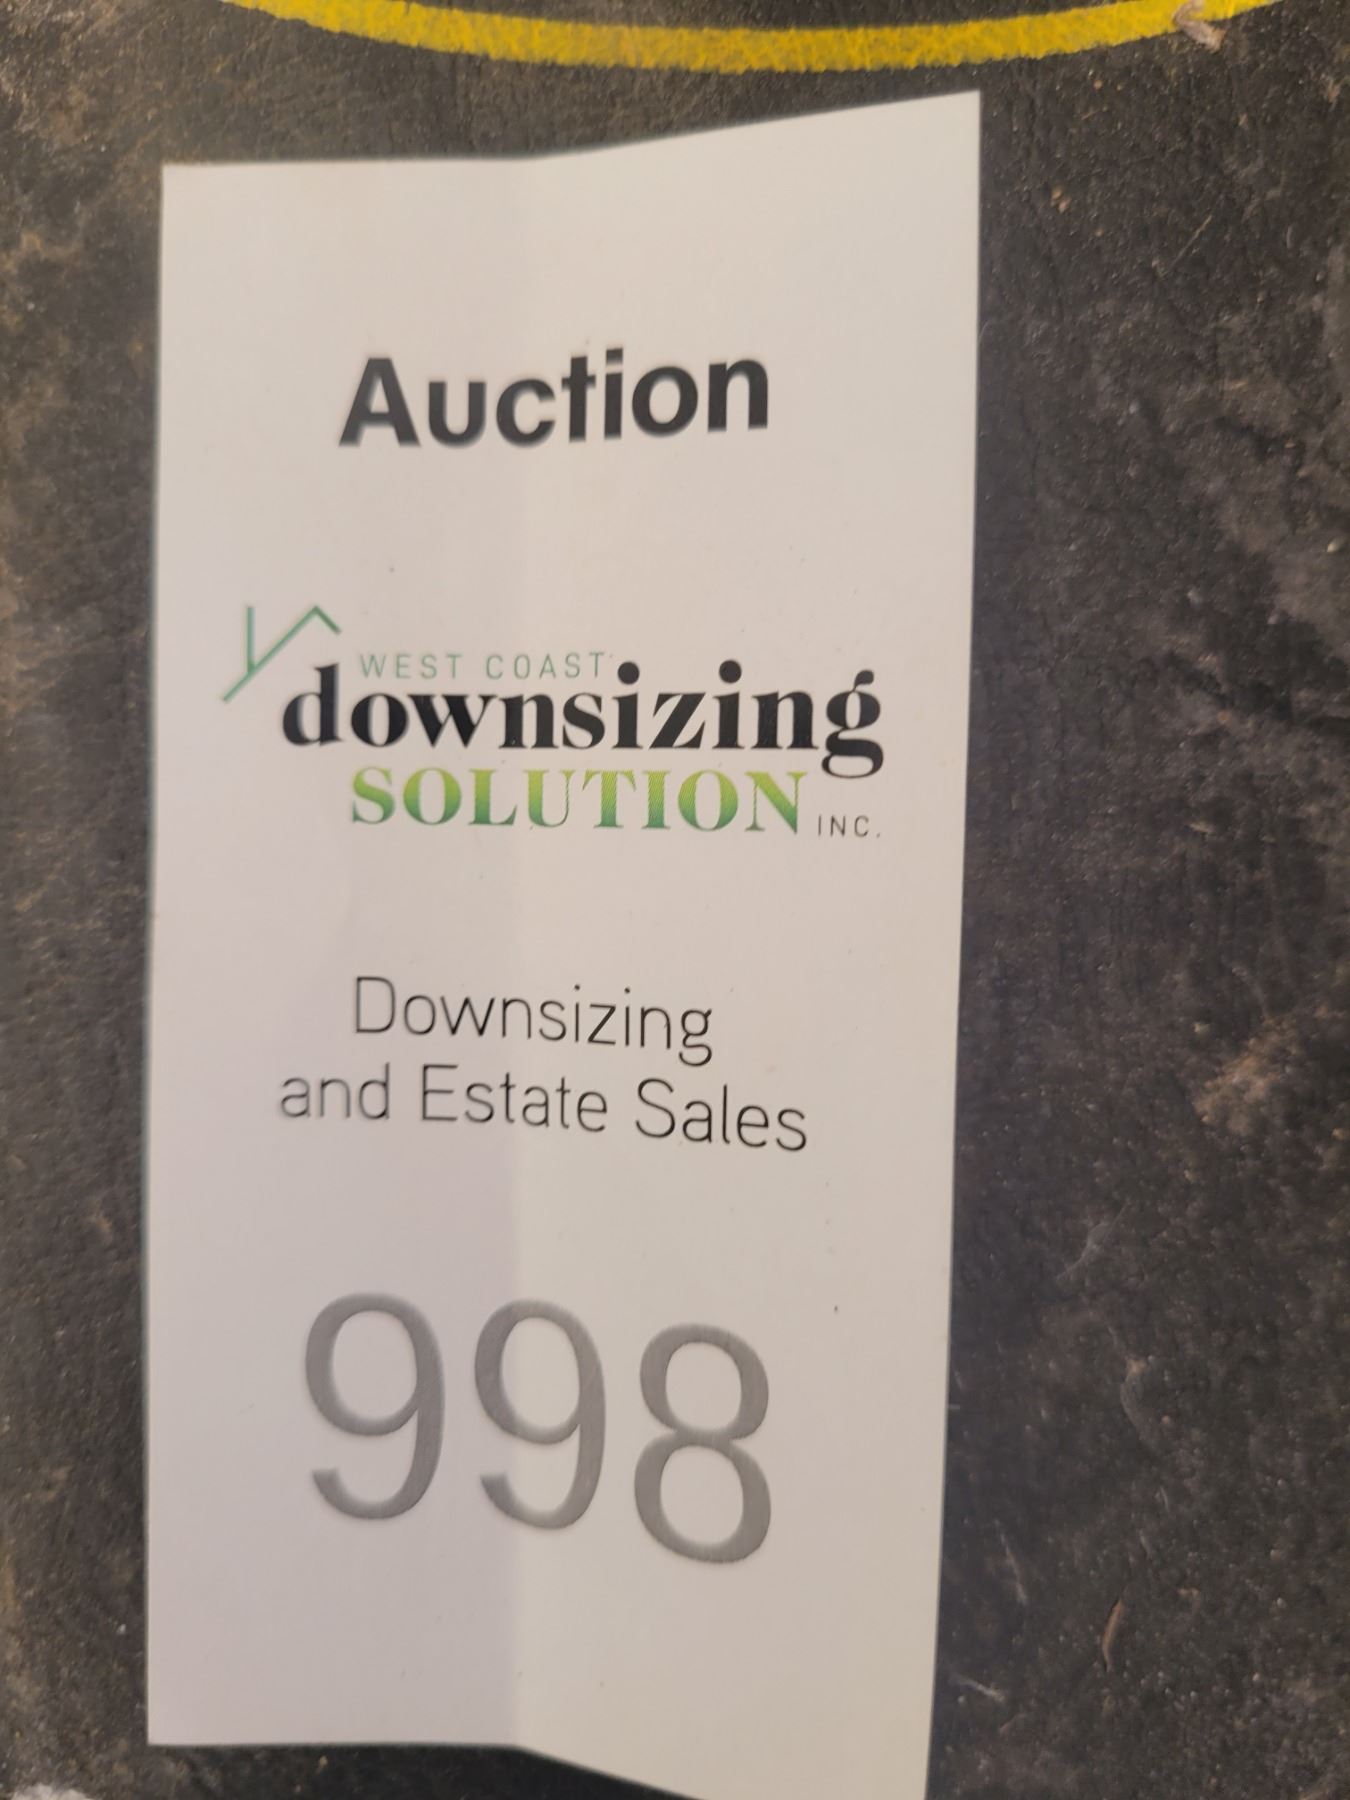 Auction
WEST COAST
downsizing
SOLUTION INC.
Downsizing
and Estate Sales
998